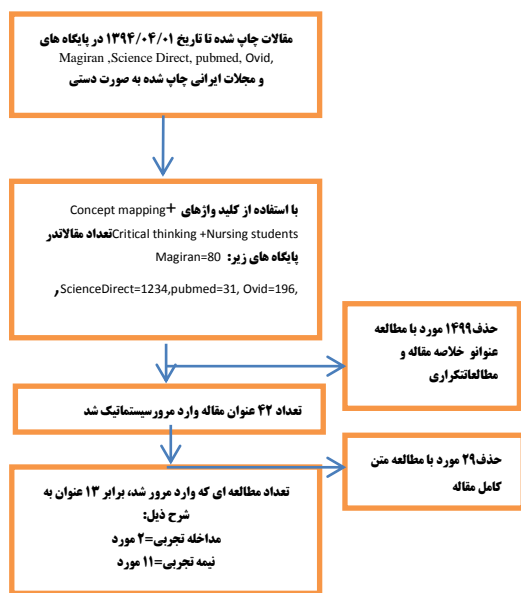 مقالات چاپ شده تا تاریخ ۱۳۹۴/۰۴/۰۱ در پایگاه های
Magiran ,Science Direct, pubmed, Ovid,
و مجلات ایرانی چاپ شده به صورت دستی
با استفاده از کلید واژهای +Concept mapping
Critical thinking +Nursing studentsتعداد مقالاتدر
پایگاه های زیر: Magiran=80
,ScienceDirect=1234,pubmed=31, Ovid=196,
حذف۱۴۹۹ مورد با مطالعه
عنوانو خلاصه مقاله و
مطالعاتتکراری
تعداد ۴۲ عنوان مقاله وارد مرورسیستماتیک شد
حذف۲۹ مورد با مطالعه متن
کامل مقاله
تعداد مطالعه ای که وارد مرور شد، برابر ۱۳ عنوان به
شرح ذیل:
مداخله تجربی=۲ مورد
نیمه تجربی=۱۱ مورد